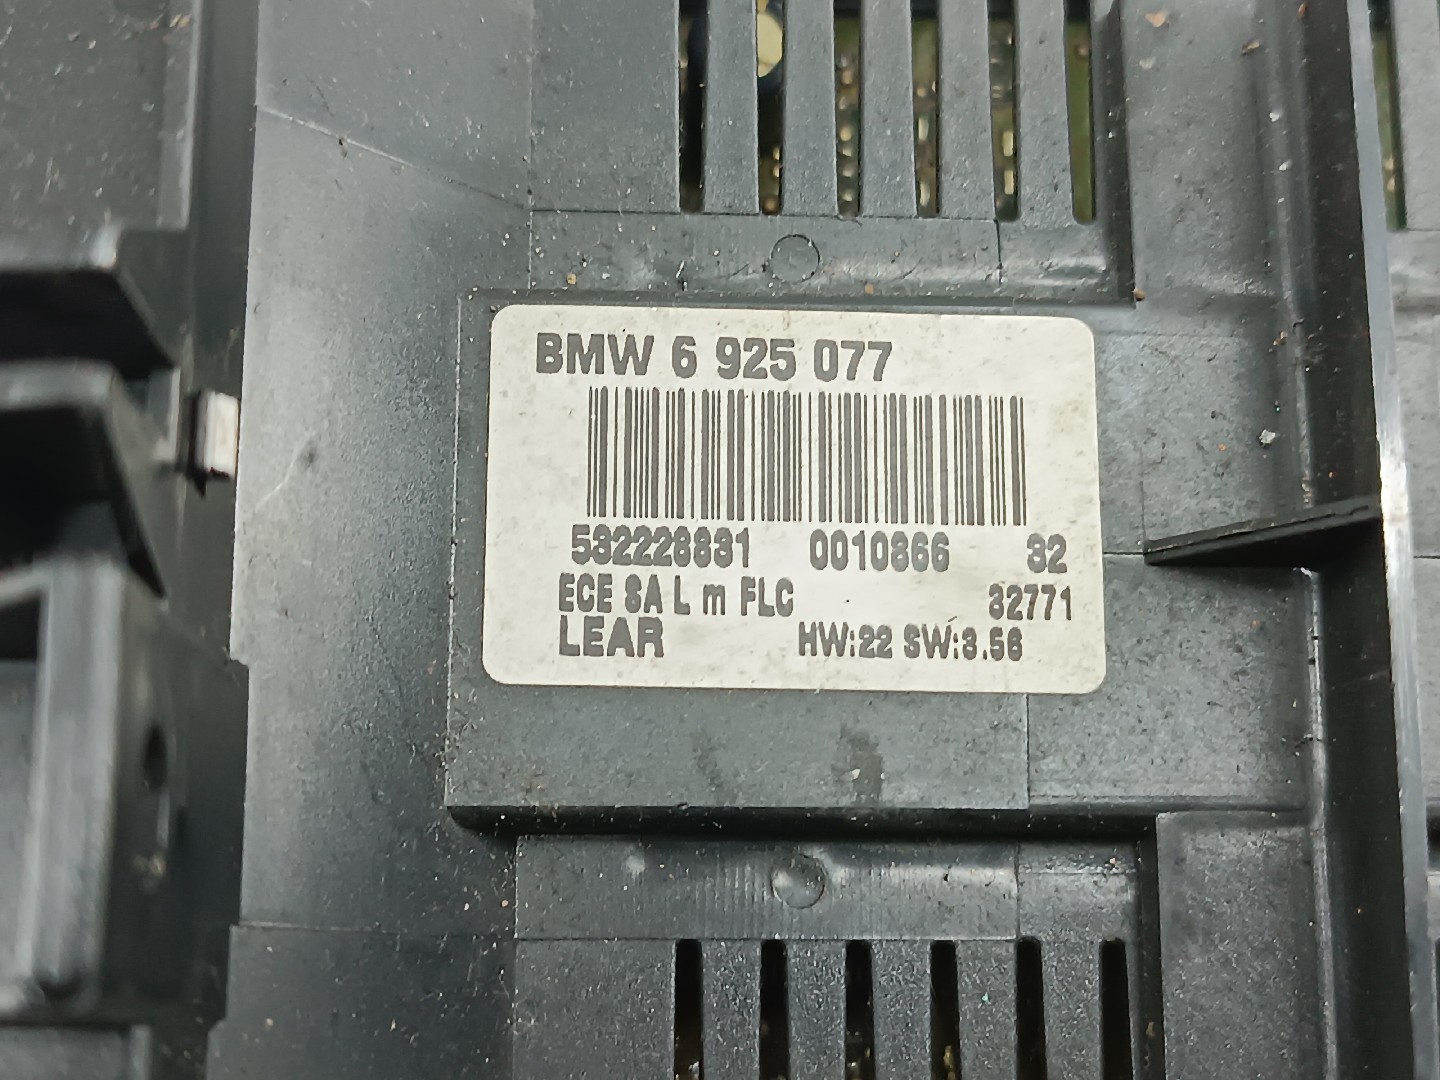 BMW 6 925 077
532228831 0010866 32
ECE SA L m FLC 32771
LEAR HW:22 SW:3.56